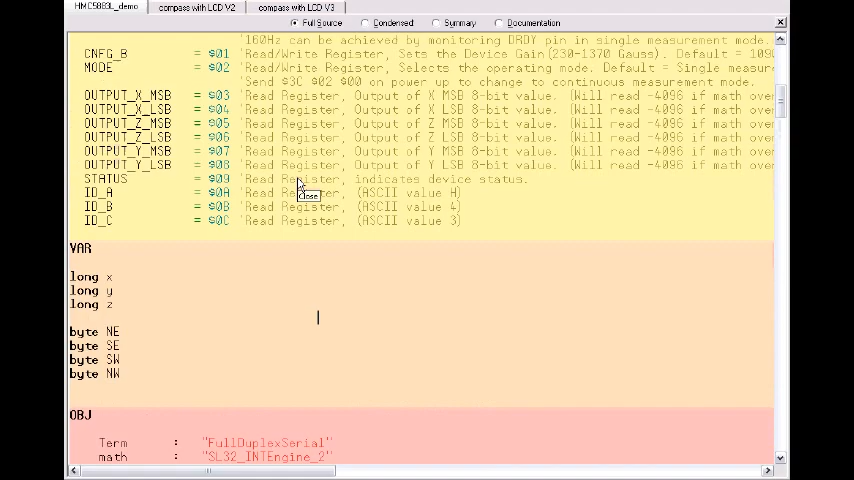 HMC5883L_demo compass with LCD V2 compass with LCD V3
Full Source Condensed Summary Documentation
'160Hz can be achieved by monitoring DRDY pin in single measurement mode.
CNFG_B = $01 'Read/Write Register, Sets the Device Gain(230-1370 Gauss). Default = 109
MODE = $02 'Read/Write Register, Selects the operating mode. Default = Single measur
'Send $3C $02 $00 on power up to change to continuous measurement mode.
OUTPUT_X_MSB = $03 'Read Register, Output of X MSB 8-bit value. (Will read -4096 if math over
OUTPUT_X_LSB = $04 'Read Register, Output of X LSB 8-bit value. (Will read -4096 if math over
OUTPUT_Z_MSB = $05 'Read Register, Output of Z MSB 8-bit value. (Will read -4096 if math over
OUTPUT_Z_LSB = $06 'Read Register, Output of Z LSB 8-bit value. (Will read -4096 if math over
OUTPUT_Y_MSB = $07 'Read Register, Output of Y MSB 8-bit value. (Will read -4096 if math over
OUTPUT_Y_LSB = $08 'Read Register, Output of Y LSB 8-bit value. (Will read -4096 if math over
STATUS = $09 'Read Register, indicates device status.
ID_A = $0A 'Read Register, (ASCII value H)
Close
ID_B = $0B 'Read Register, (ASCII value 4)
ID_C = $0C 'Read Register, (ASCII value 3)
VAR
long x
long y
long z
byte NE
byte SE
byte SW
byte NW
OBJ
Term : "FullDuplexSerial"
math : "SL32_INTEngine_2"